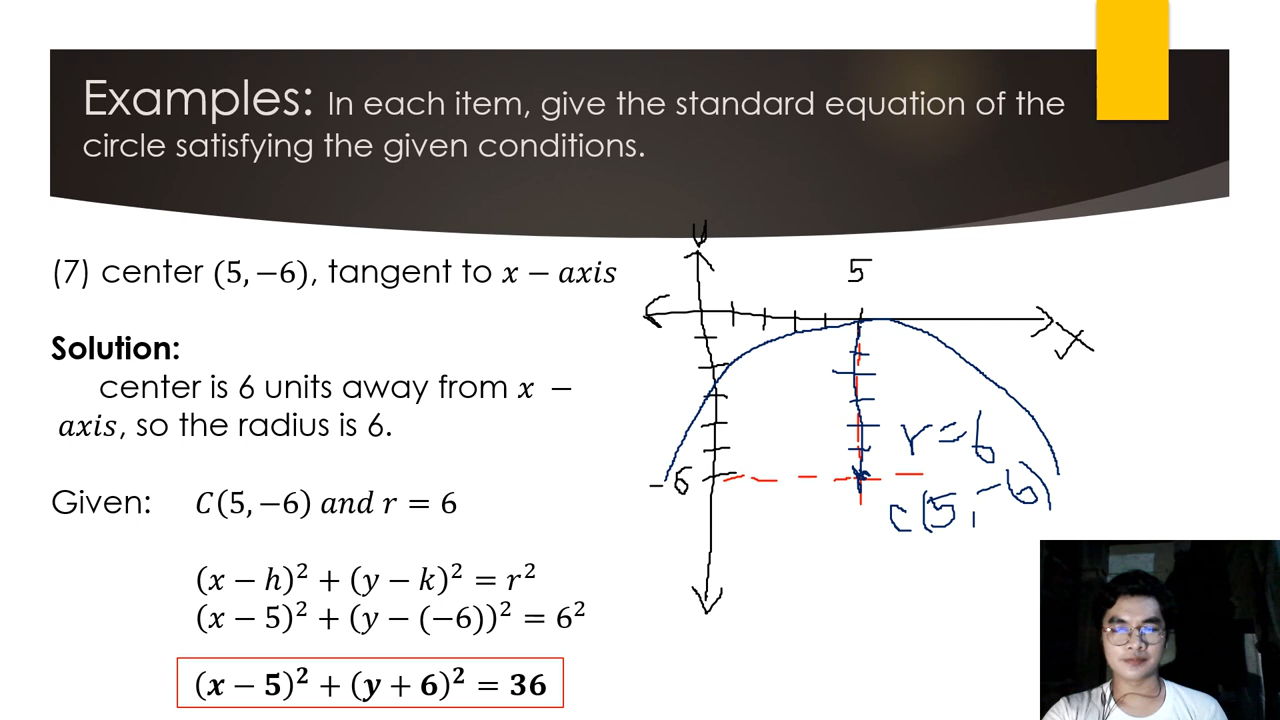 Examples: In each item, give the standard equation of the
circle satisfying the given conditions.
(7) center (5, −6), tangent to x − axis
Solution:
center is 6 units away from x −
axis, so the radius is 6.
Given: C(5, −6) and r = 6
(x − h)² + (y − k)² = r²
(x − 5)² + (y − (−6))² = 6²
(x − 5)² + (y + 6)² = 36
y
5
x
r=6
-6
C(5, -6)